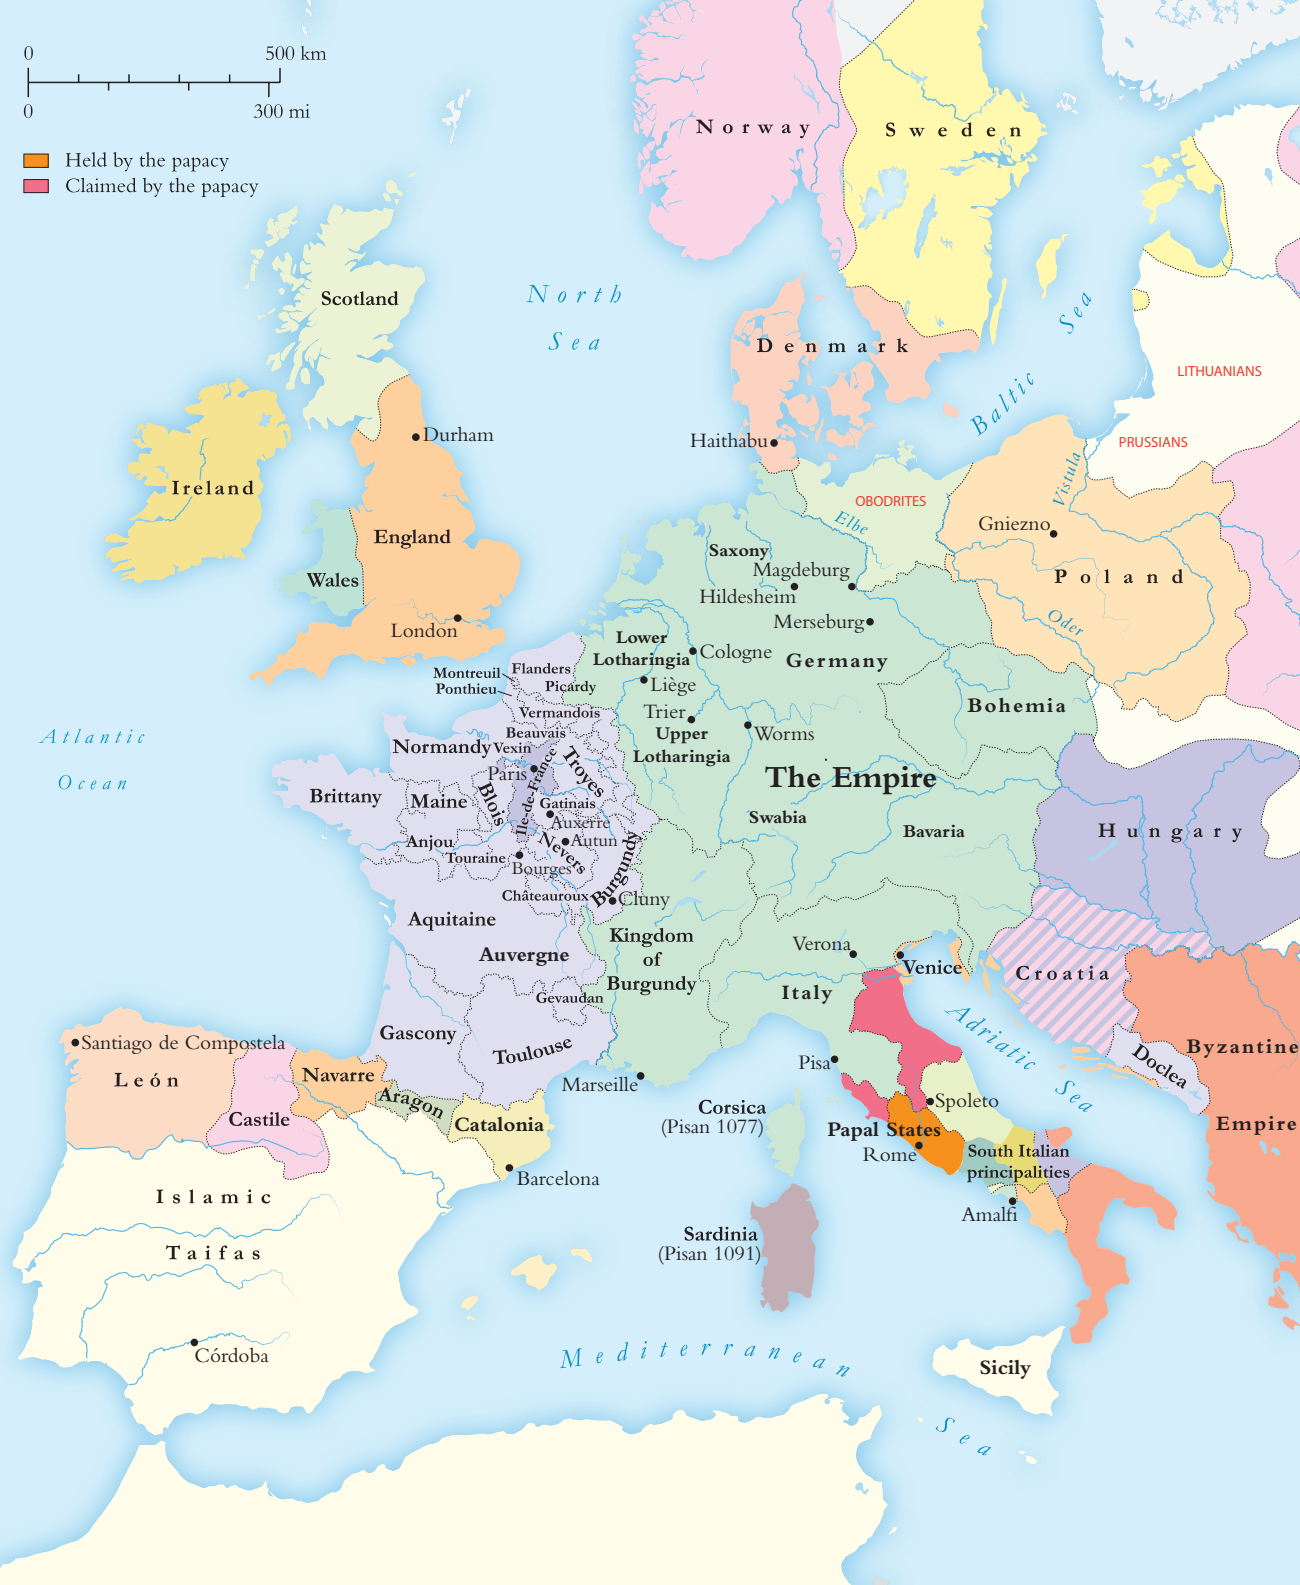 0 500 km
0 300 mi
Held by the papacy
Claimed by the papacy
Norway
Sweden
Scotland
North
Sea
Baltic Sea
Denmark
LITHUANIANS
PRUSSIANS
Durham
Haithabu
Ireland
England
Wales
London
OBODRITES
Elbe
Vistula
Gniezno
Poland
Oder
Saxony
Magdeburg
Hildesheim
Merseburg
Lower
Lotharingia
Cologne
Germany
Liège
Trier
Upper
Lotharingia
Worms
Bohemia
Montreuil
Ponthieu
Flanders
Picardy
Vermandois
Beauvais
Normandy
Vexin
Paris
Île-de-France
Troyes
Atlantic
Ocean
Brittany
Maine
Blois
Gatinais
Auxerre
Anjou
Touraine
Nevers
Autun
Bourges
Burgundy
Châteauroux
Cluny
The Empire
Swabia
Bavaria
Hungary
Aquitaine
Auvergne
Kingdom
of
Burgundy
Gevaudan
Gascony
Toulouse
Verona
Venice
Italy
Croatia
Adriatic Sea
Doclea
Byzantine
Empire
Santiago de Compostela
León
Navarre
Castile
Aragon
Catalonia
Barcelona
Marseille
Pisa
Corsica
(Pisan 1077)
Spoleto
Papal States
Rome
South Italian
principalities
Amalfi
Islamic
Taifas
Córdoba
Sardinia
(Pisan 1091)
Mediterranean Sea
Sicily